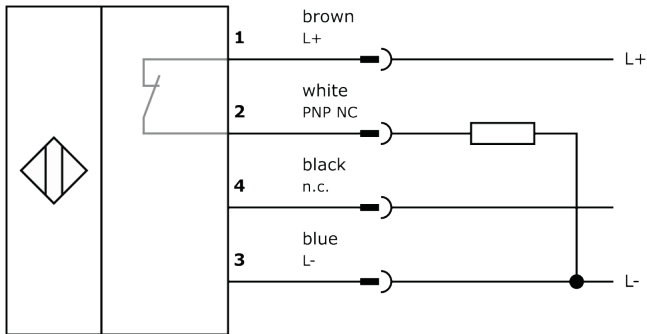 brown
1 L+ L+
white
2 PNP NC
black
4 n.c.
blue
3 L- L-